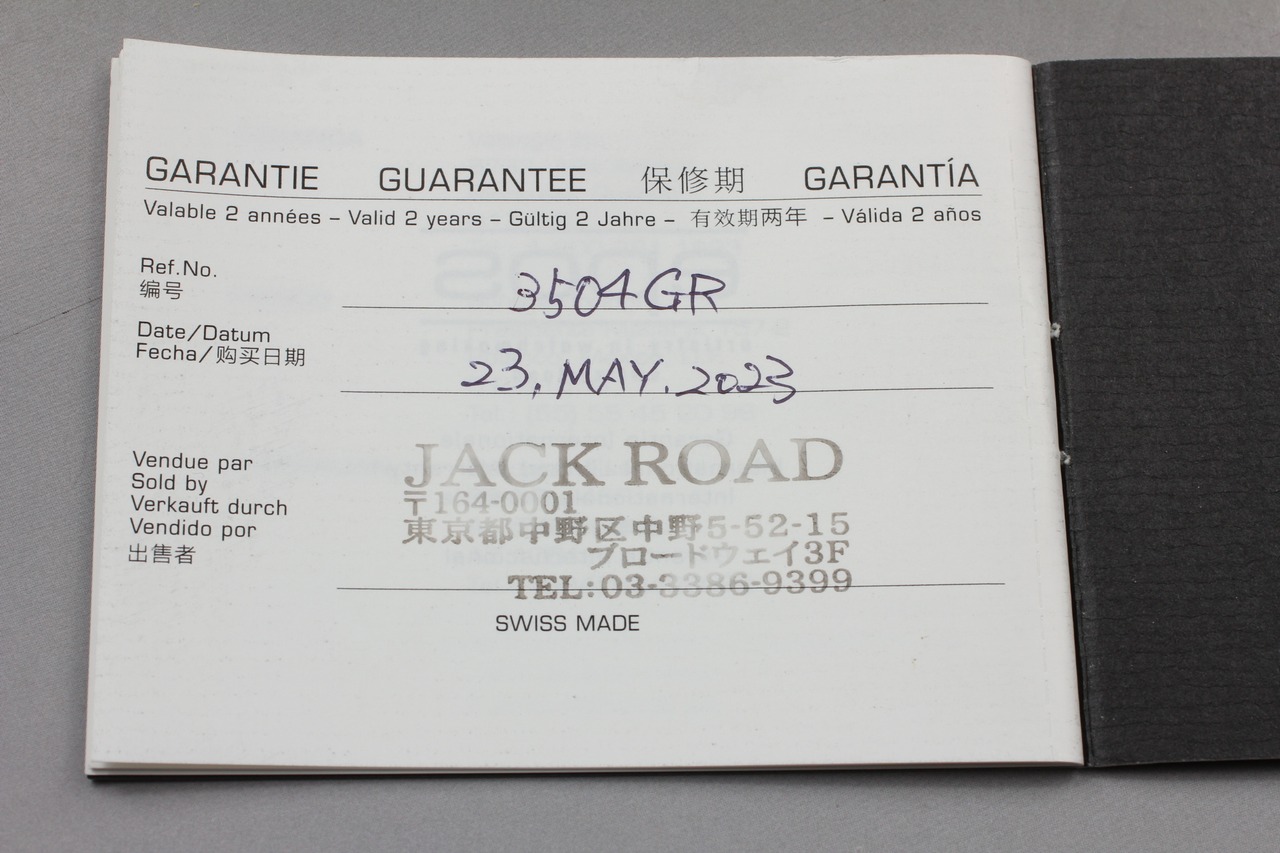 GARANTIE GUARANTEE 保修期 GARANTÍA
Valable 2 années – Valid 2 years – Gültig 2 Jahre – 有效期两年 – Válida 2 años
Ref.No.
编号
3504GR
Date/Datum
Fecha/购买日期
23. MAY. 2023
Vendue par
Sold by
Verkauft durch
Vendido por
出售者
JACK ROAD
〒164-0001
東京都中野区中野5-52-15
ブロードウェイ3F
TEL:03-3386-9399
SWISS MADE